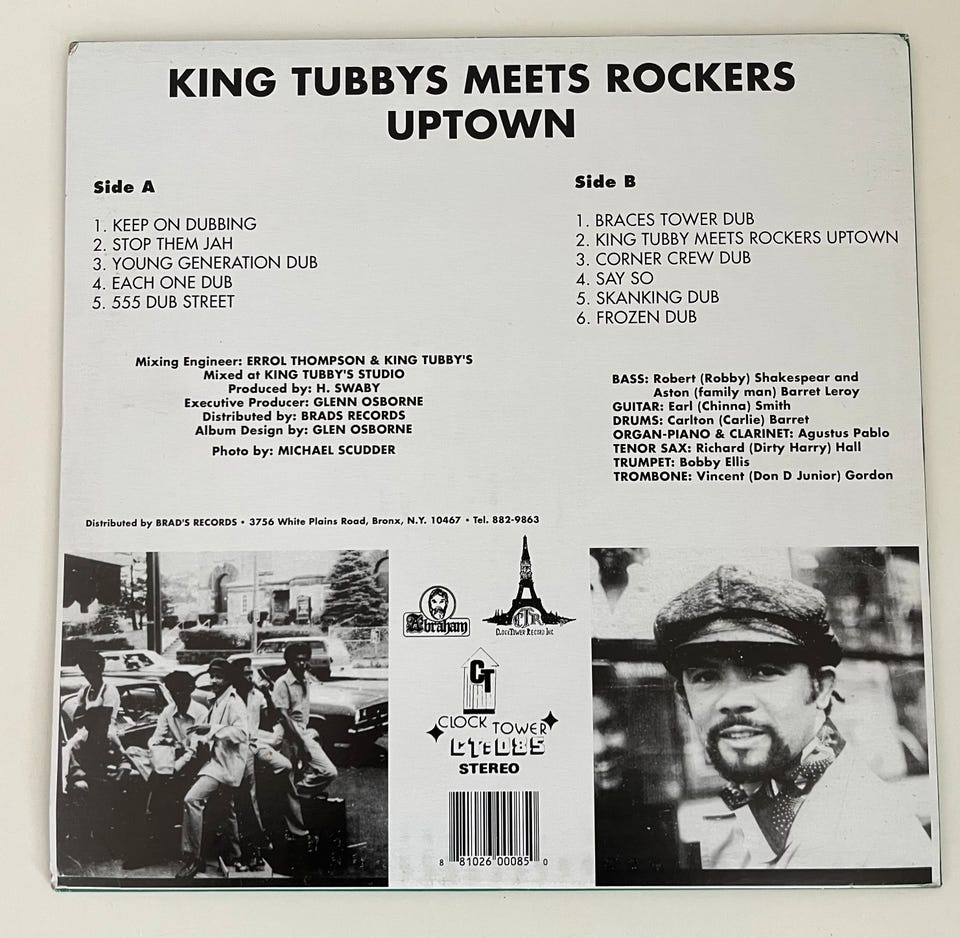 KING TUBBYS MEETS ROCKERS
UPTOWN
Side A
1. KEEP ON DUBBING
2. STOP THEM JAH
3. YOUNG GENERATION DUB
4. EACH ONE DUB
5. 555 DUB STREET
Side B
1. BRACES TOWER DUB
2. KING TUBBY MEETS ROCKERS UPTOWN
3. CORNER CREW DUB
4. SAY SO
5. SKANKING DUB
6. FROZEN DUB
Mixing Engineer: ERROL THOMPSON & KING TUBBY'S
Mixed at KING TUBBY'S STUDIO
Produced by: H. SWABY
Executive Producer: GLENN OSBORNE
Distributed by: BRADS RECORDS
Album Design by: GLEN OSBORNE
Photo by: MICHAEL SCUDDER
BASS: Robert (Robby) Shakespear and
Aston (family man) Barret Leroy
GUITAR: Earl (Chinna) Smith
DRUMS: Carlton (Carlie) Barret
ORGAN-PIANO & CLARINET: Agustus Pablo
TENOR SAX: Richard (Dirty Harry) Hall
TRUMPET: Bobby Ellis
TROMBONE: Vincent (Don D Junior) Gordon
Distributed by BRAD'S RECORDS • 3756 White Plains Road, Bronx, N.Y. 10467 • Tel. 882-9863
Abraham
CTR
CLOCKTOWER RECORD INC
CT
CLOCK TOWER
CT:085
STEREO
8 81026 00085 0